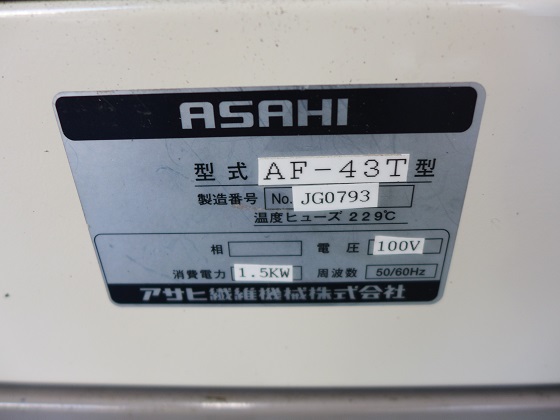 ASAHI
型式 AF-43T 型
製造番号 No. JG0793
温度ヒューズ 229℃
相 電圧 100V
消費電力 1.5KW 周波数 50/60Hz
アサヒ繊維機械株式会社